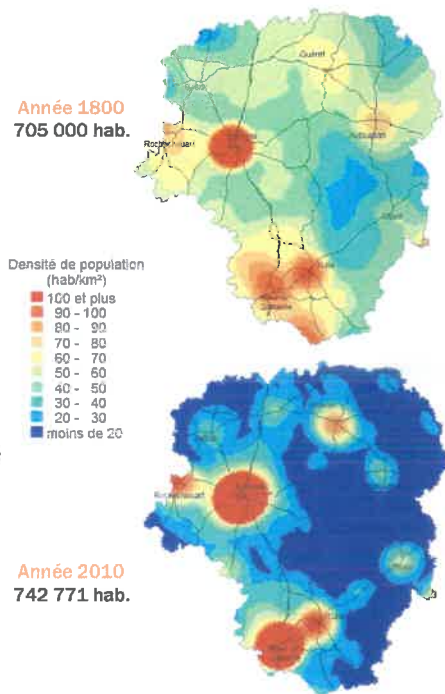 Année 1800
705 000 hab.
Guéret
Aubusson
Rochechouart
Densité de population
(hab/km²)
100 et plus
90 - 100
80 - 90
70 - 80
60 - 70
50 - 60
40 - 50
30 - 40
20 - 30
moins de 20
Rochechouart
Année 2010
742 771 hab.